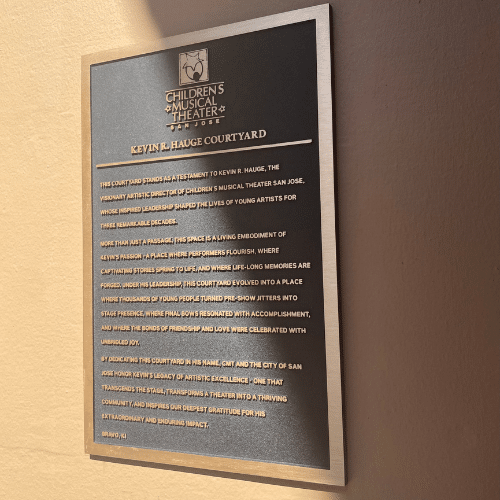 CHILDREN'S
MUSICAL
THEATER
SAN JOSE
KEVIN R. HAUGE COURTYARD
THIS COURTYARD STANDS AS A TESTAMENT TO KEVIN R. HAUGE, THE
VISIONARY ARTISTIC DIRECTOR OF CHILDREN'S MUSICAL THEATER SAN JOSE,
WHOSE INSPIRED LEADERSHIP SHAPED THE LIVES OF YOUNG ARTISTS FOR
THREE REMARKABLE DECADES.
MORE THAN JUST A PASSAGE, THIS SPACE IS A LIVING EMBODIMENT OF
KEVIN'S PASSION - A PLACE WHERE PERFORMERS FLOURISH, WHERE
CAPTIVATING STORIES SPRING TO LIFE, AND WHERE LIFE-LONG MEMORIES ARE
FORGED. UNDER HIS LEADERSHIP, THIS COURTYARD EVOLVED INTO A PLACE
WHERE THOUSANDS OF YOUNG PEOPLE TURNED PRE-SHOW JITTERS INTO
STAGE PRESENCE, WHERE FINAL BOWS RESONATED WITH ACCOMPLISHMENT,
AND WHERE THE BONDS OF FRIENDSHIP AND LOVE WERE CELEBRATED WITH
UNBRIDLED JOY.
BY DEDICATING THIS COURTYARD IN HIS NAME, CMT AND THE CITY OF SAN
JOSE HONOR KEVIN'S LEGACY OF ARTISTIC EXCELLENCE - ONE THAT
TRANSCENDS THE STAGE, TRANSFORMS A THEATER INTO A THRIVING
COMMUNITY, AND INSPIRES OUR DEEPEST GRATITUDE FOR HIS
EXTRAORDINARY AND ENDURING IMPACT.
BRAVO,